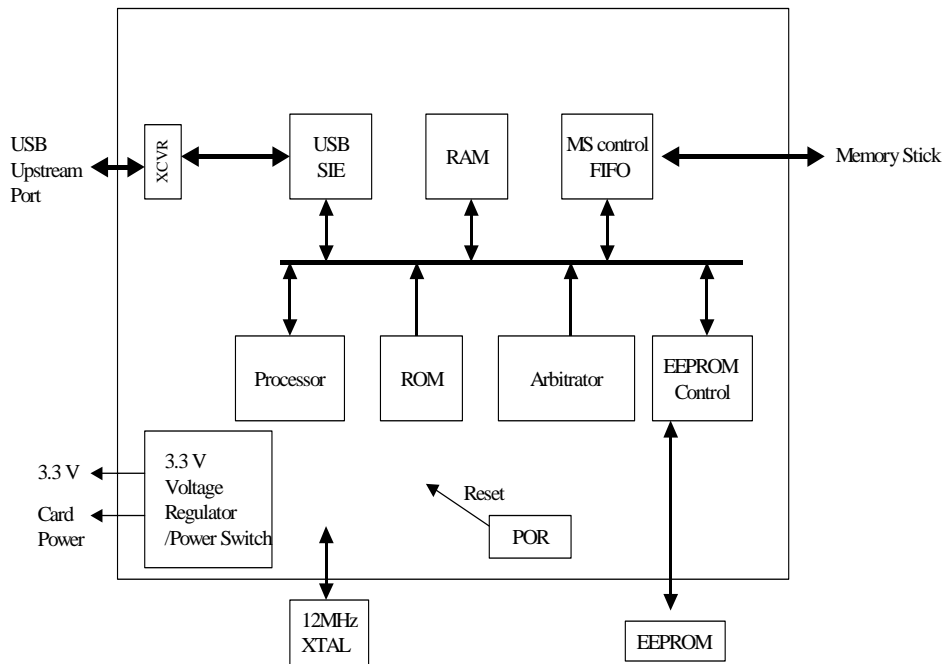 USB
Upstream
Port
XCVR
USB
SIE
RAM
MS control
FIFO
Memory Stick
Processor
ROM
Arbitrator
EEPROM
Control
3.3 V
Card
Power
3.3 V
Voltage
Regulator
/Power Switch
Reset
POR
12MHz
XTAL
EEPROM